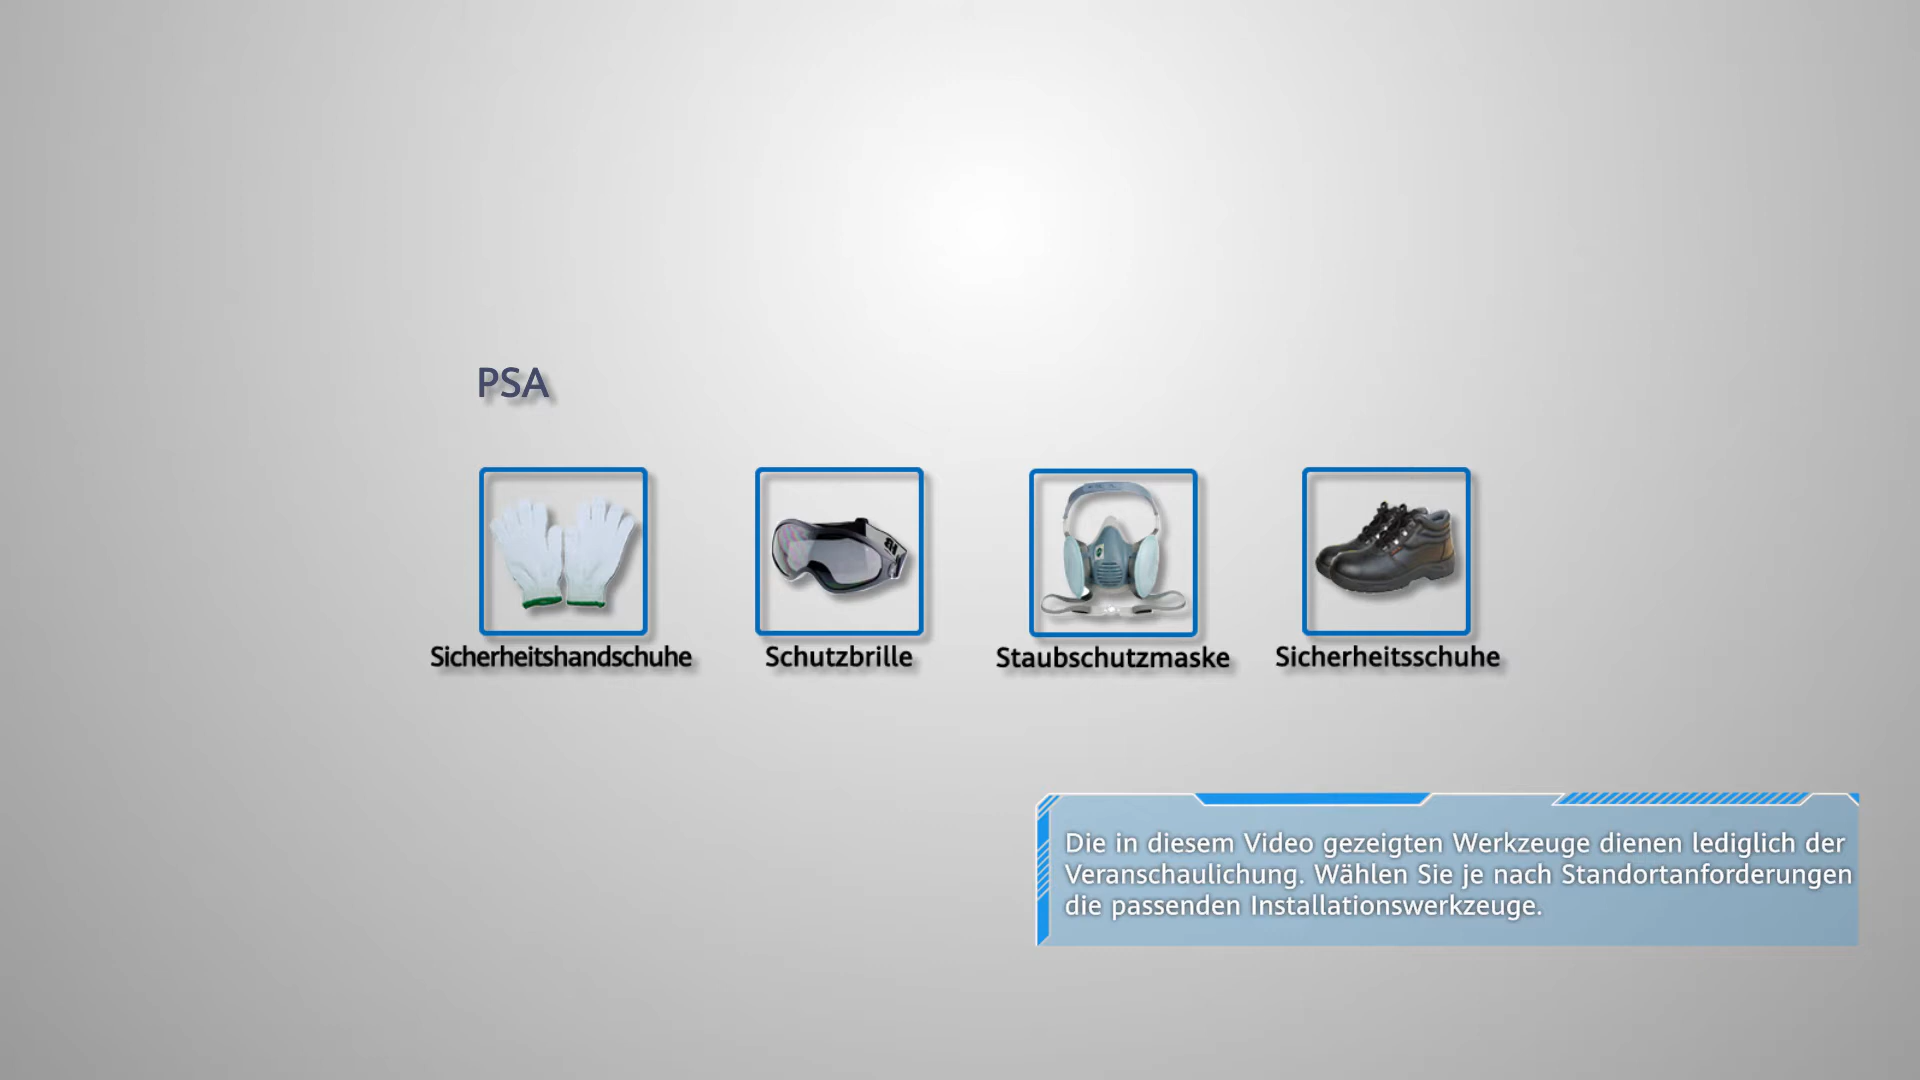 PSA
Sicherheitshandschuhe
Schutzbrille
Staubschutzmaske
Sicherheitsschuhe
Die in diesem Video gezeigten Werkzeuge dienen lediglich der
Veranschaulichung. Wählen Sie je nach Standortanforderungen
die passenden Installationswerkzeuge.